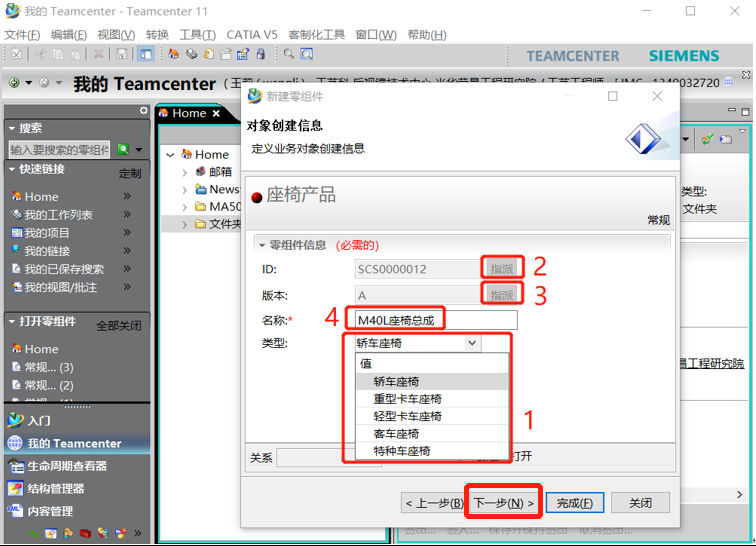 我的 Teamcenter - Teamcenter 11
文件(F) 编辑(E) 视图(V) 转换 工具(T) CATIA V5 客制化工具 窗口(W) 帮助(H)
TEAMCENTER SIEMENS
我的 Teamcenter
1240032720
搜索
输入要搜索的零组件
快速链接 定制
Home
我的工作列表
我的项目
我的链接
我的已保存搜索
我的视图/批注
打开零组件 全部关闭
Home
常规... (3)
常规... (2)
常规... (1)
入门
我的 Teamcenter
生命周期查看器
结构管理器
内容管理
Home
Home
邮箱
News
MA50
文件夹
新建零组件
对象创建信息
定义业务对象创建信息
座椅产品
常规
零组件信息 (必需的)
ID: SCS0000012 指派 2
版本: A 指派 3
4 名称:* M40L座椅总成
类型: 轿车座椅
值
轿车座椅
重型卡车座椅
轻型卡车座椅
客车座椅
特种车座椅
1
关系 打开
< 上一步(B) 下一步(N) > 完成(F) 关闭
类型:
文件夹
工程研究院